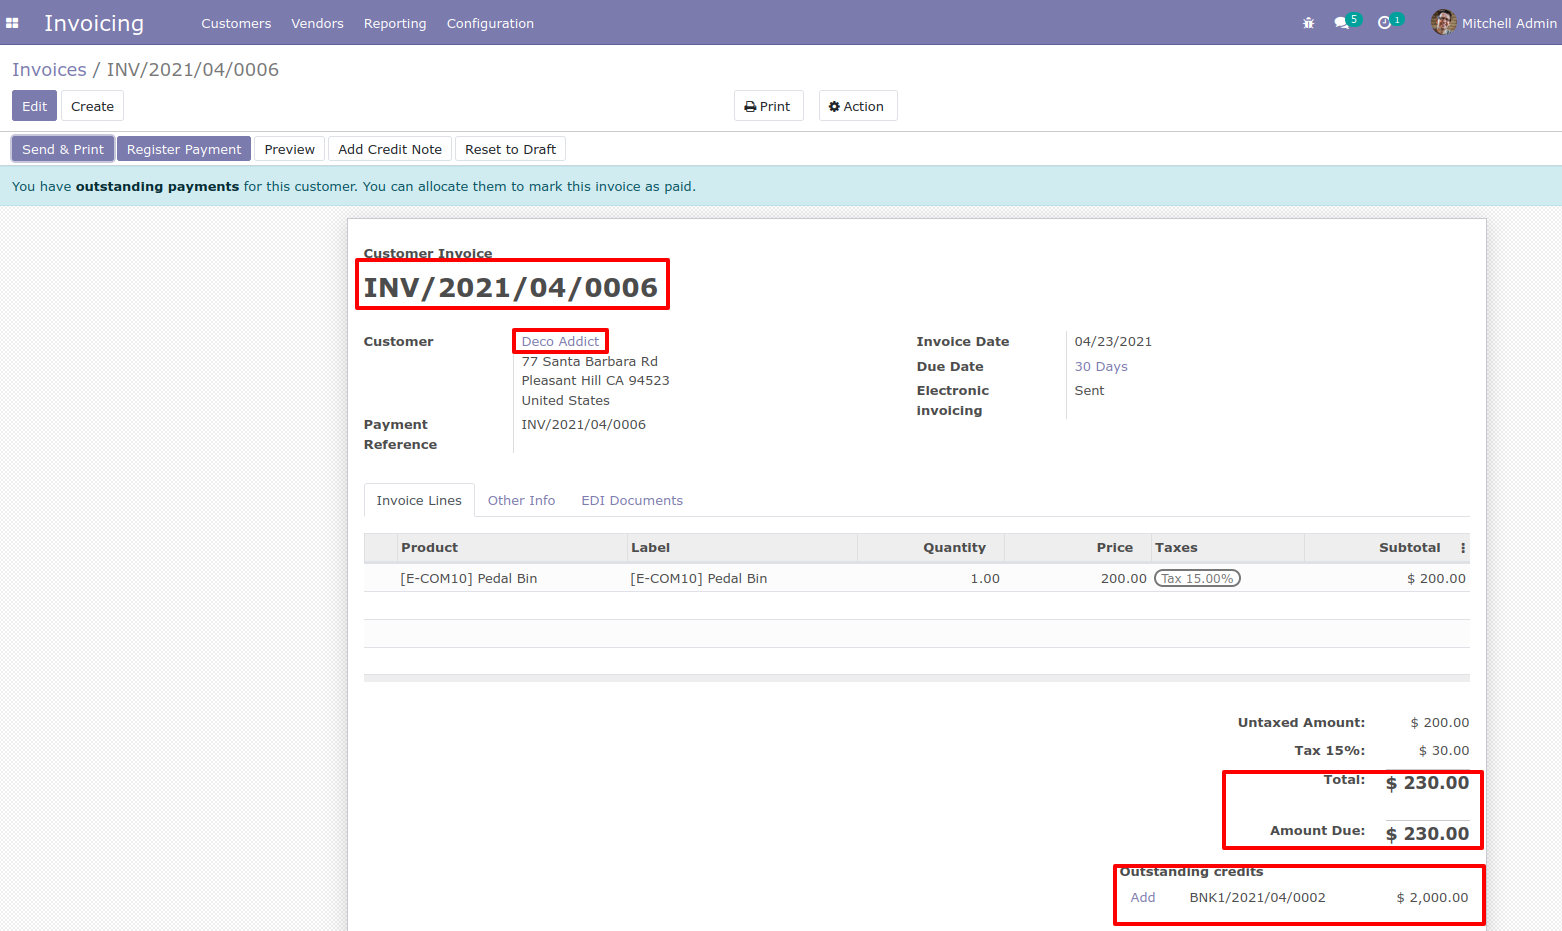 Invoicing Customers Vendors Reporting Configuration 5 1 Mitchell Admin
Invoices / INV/2021/04/0006
Edit Create Print Action
Send & Print Register Payment Preview Add Credit Note Reset to Draft
You have outstanding payments for this customer. You can allocate them to mark this invoice as paid.
Customer Invoice
INV/2021/04/0006
Customer Deco Addict Invoice Date 04/23/2021
77 Santa Barbara Rd Due Date 30 Days
Pleasant Hill CA 94523 Electronic Sent
United States invoicing
Payment INV/2021/04/0006
Reference
Invoice Lines Other Info EDI Documents
Product Label Quantity Price Taxes Subtotal
[E-COM10] Pedal Bin [E-COM10] Pedal Bin 1.00 200.00 Tax 15.00% $ 200.00
Untaxed Amount: $ 200.00
Tax 15%: $ 30.00
Total: $ 230.00
Amount Due: $ 230.00
Outstanding credits
Add BNK1/2021/04/0002 $ 2,000.00